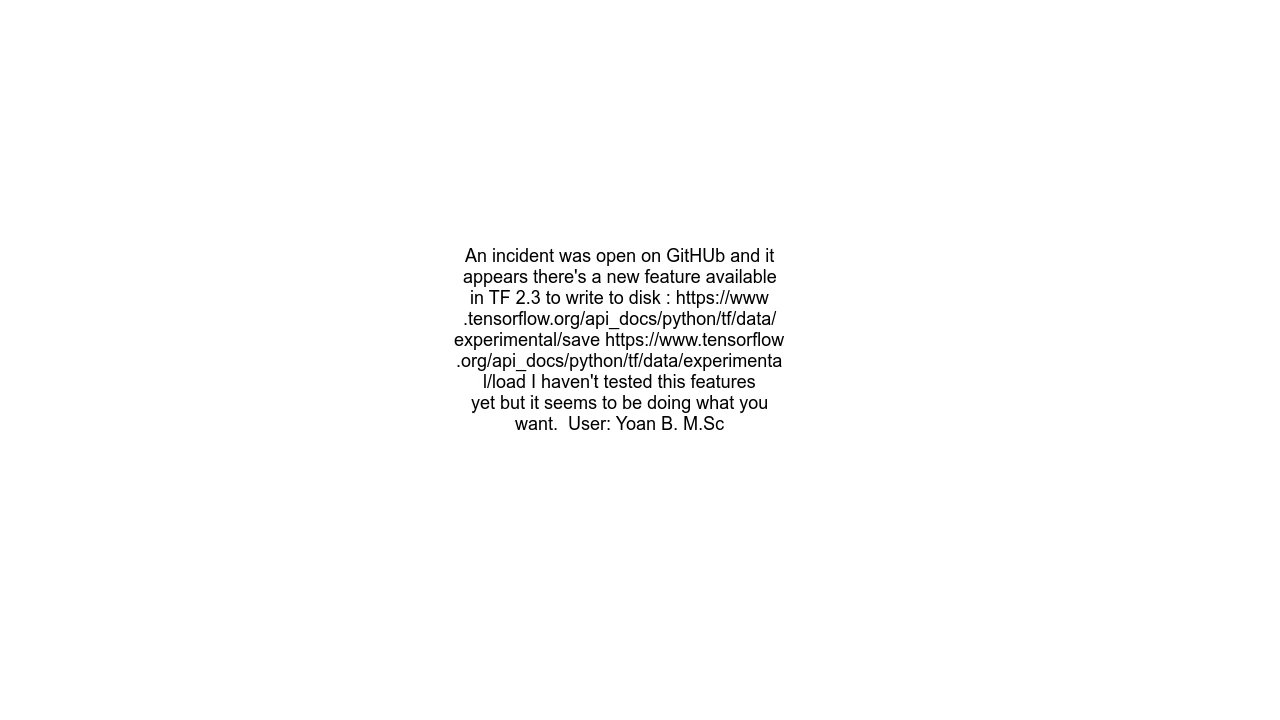 An incident was open on GitHUb and it
appears there's a new feature available
in TF 2.3 to write to disk : https://www
.tensorflow.org/api_docs/python/tf/data/
experimental/save https://www.tensorflow
.org/api_docs/python/tf/data/experimenta
l/load I haven't tested this features
yet but it seems to be doing what you
want.  User: Yoan B. M.Sc